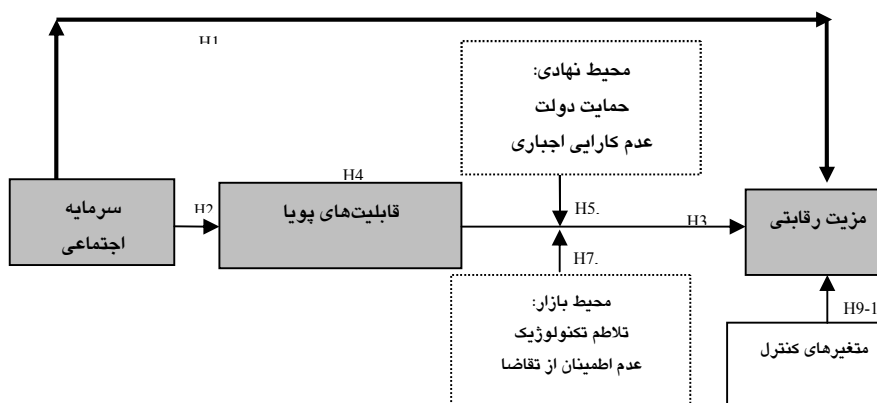 H1
محیط نهادی:
حمایت دولت
عدم کارایی اجباری
H4
سرمایه
اجتماعی
H2
قابلیت‌های پویا
H5.
H3
مزیت رقابتی
H7.
محیط بازار:
تلاطم تکنولوژیک
عدم اطمینان از تقاضا
H9-1
متغیرهای کنترل